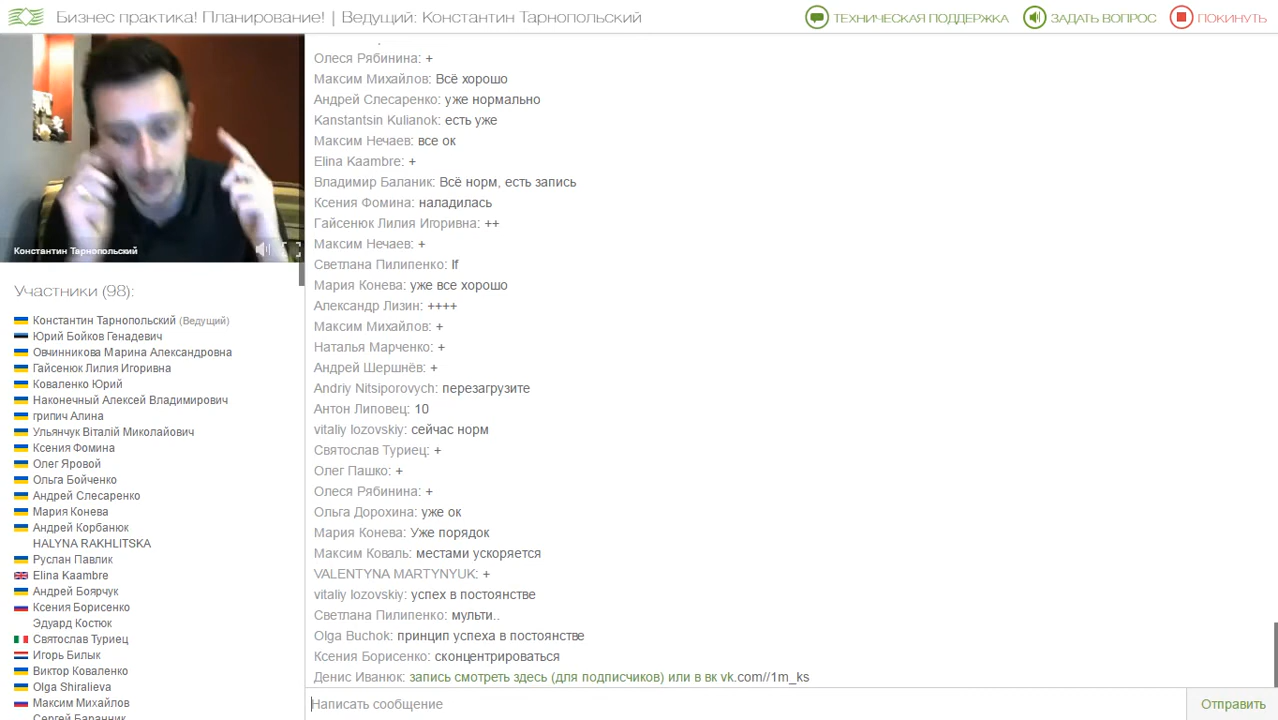 Бизнес практика! Планирование! | Ведущий: Константин Тарнопольский
ТЕХНИЧЕСКАЯ ПОДДЕРЖКА
ЗАДАТЬ ВОПРОС
ПОКИНУТЬ
Константин Тарнопольский
Участники (98):
Константин Тарнопольский (Ведущий)
Юрий Бойков Генадевич
Овчинникова Марина Александровна
Гайсенюк Лилия Игоривна
Коваленко Юрий
Наконечный Алексей Владимирович
грипич Алина
Ульянчук Віталій Миколайович
Ксения Фомина
Олег Яровой
Ольга Бойченко
Андрей Слесаренко
Мария Конева
Андрей Корбанюк
HALYNA RAKHLITSKA
Руслан Павлик
Elina Kaambre
Андрей Боярчук
Ксения Борисенко
Эдуард Костюк
Святослав Туриец
Игорь Билык
Виктор Коваленко
Olga Shiralieva
Максим Михайлов
Сергей Баранник
Олеся Рябинина: +
Максим Михайлов: Всё хорошо
Андрей Слесаренко: уже нормально
Kanstantsin Kulianok: есть уже
Максим Нечаев: все ок
Elina Kaambre: +
Владимир Баланик: Всё норм, есть запись
Ксения Фомина: наладилась
Гайсенюк Лилия Игоривна: ++
Максим Нечаев: +
Светлана Пилипенко: lf
Мария Конева: уже все хорошо
Александр Лизин: ++++
Максим Михайлов: +
Наталья Марченко: +
Андрей Шершнёв: +
Andriy Nitsiporovych: перезагрузите
Антон Липовец: 10
vitaliy lozovskiy: сейчас норм
Святослав Туриец: +
Олег Пашко: +
Олеся Рябинина: +
Ольга Дорохина: уже ок
Мария Конева: Уже порядок
Максим Коваль: местами ускоряется
VALENTYNA MARTYNYUK: +
vitaliy lozovskiy: успех в постоянстве
Светлана Пилипенко: мульти..
Olga Buchok: принцип успеха в постоянстве
Ксения Борисенко: сконцентрироваться
Денис Иванюк: запись смотреть здесь (для подписчиков) или в вк vk.com//1m_ks
Написать сообщение
Отправить